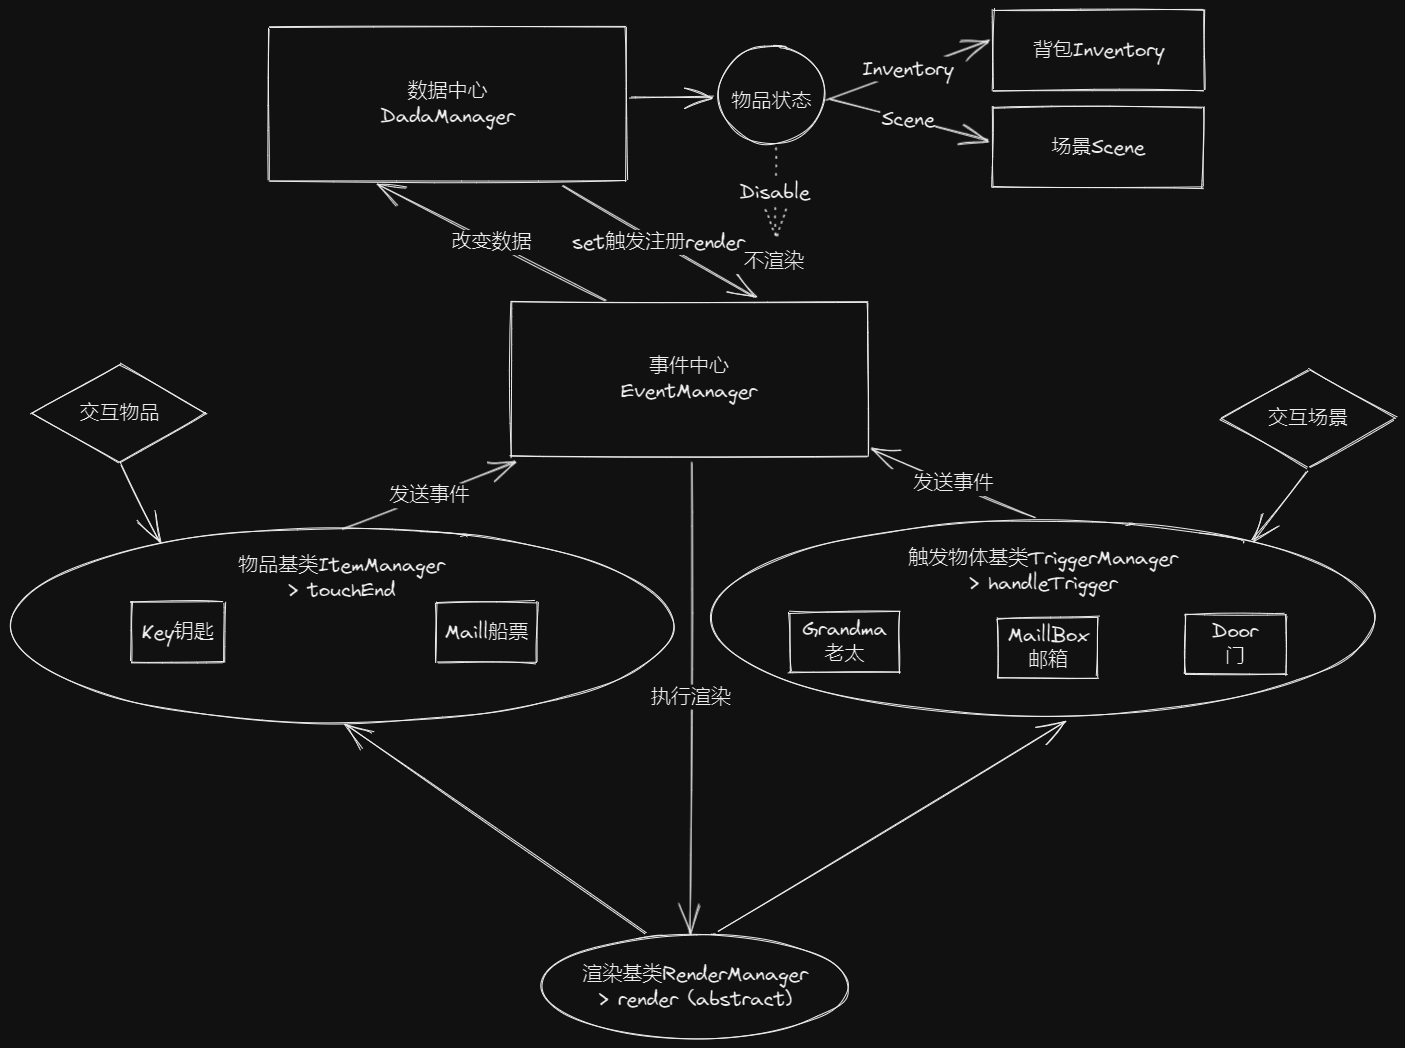 数据中心
DadaManager
物品状态
Inventory
背包Inventory
Scene
场景Scene
Disable
不渲染
改变数据
set触发注册render
事件中心
EventManager
交互物品
交互场景
发送事件
发送事件
物品基类ItemManager
> touchEnd
Key钥匙
Maill船票
触发物体基类TriggerManager
> handleTrigger
Grandma
老太
MaillBox
邮箱
Door
门
执行渲染
渲染基类RenderManager
> render (abstract)